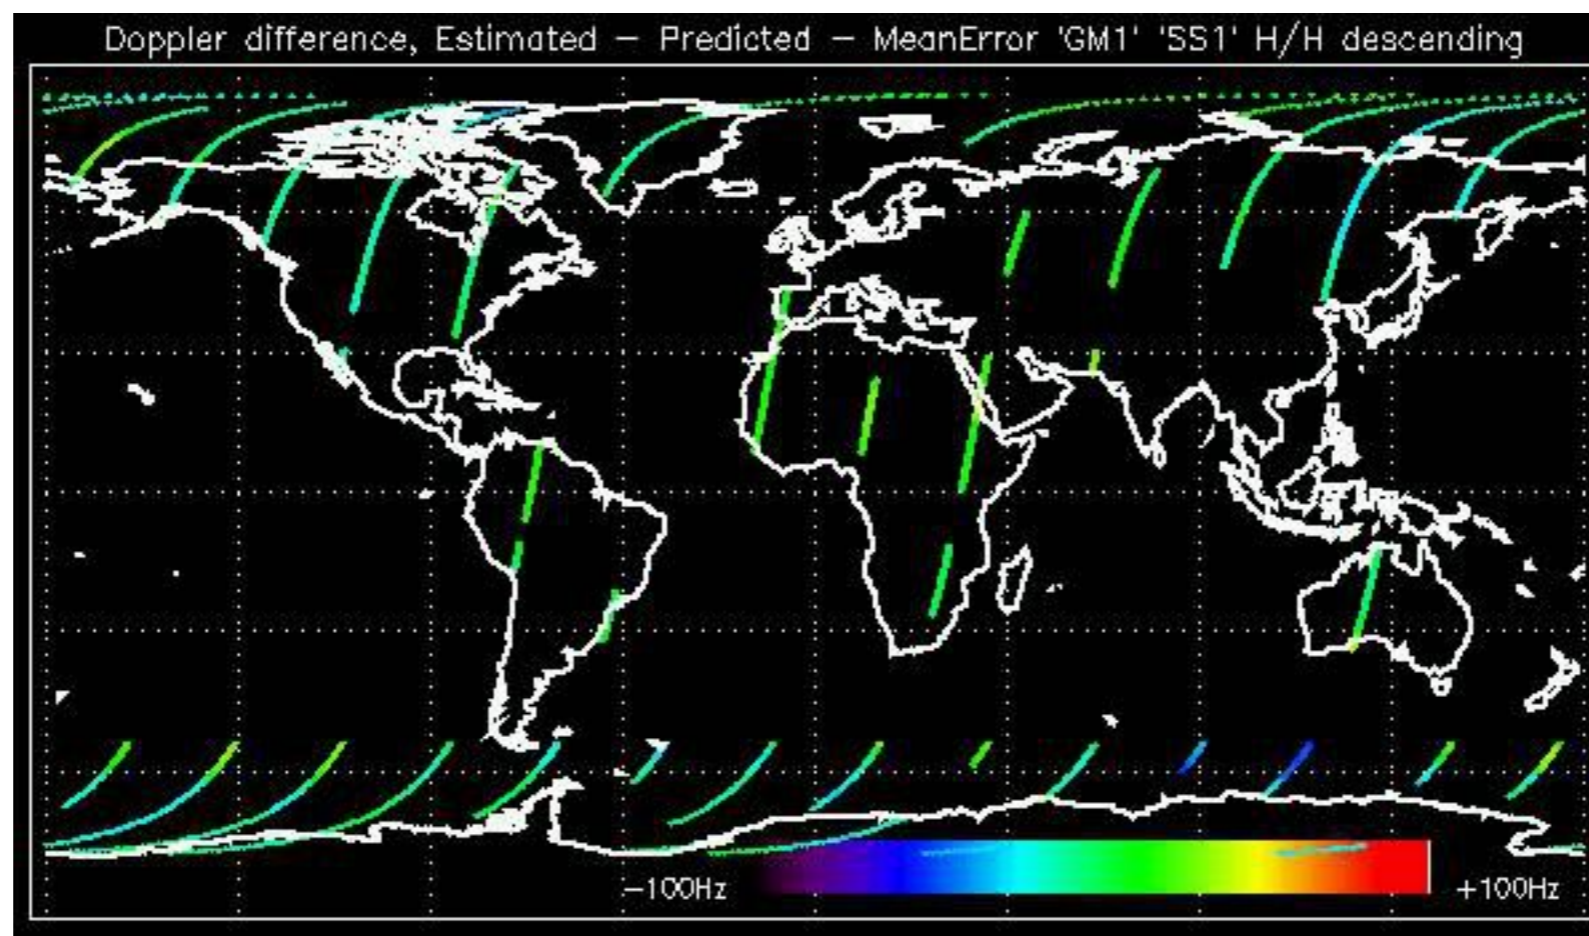 Doppler difference, Estimated − Predicted − MeanError 'GM1' 'SS1' H/H descending
−100Hz
+100Hz